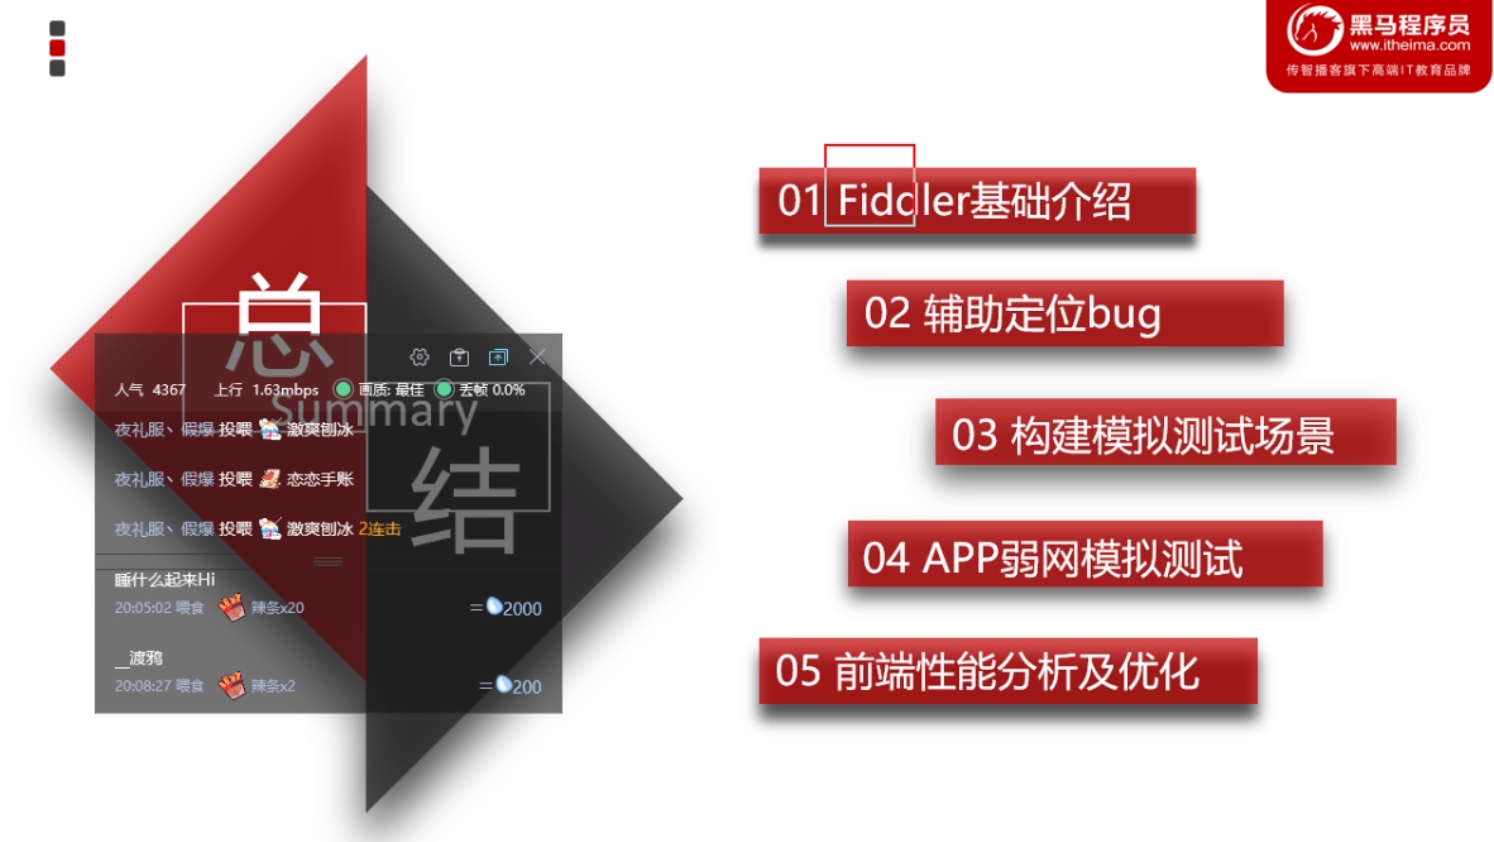 黑马程序员
www.itheima.com
传智播客旗下高端IT教育品牌
总
Summary
结
人气 4367 上行 1.63mbps 画质: 最佳 丢帧 0.0%
夜礼服丶假爆 投喂 激爽刨冰
夜礼服丶假爆 投喂 恋恋手账
夜礼服丶假爆 投喂 激爽刨冰 2连击
睡什么起来Hi
20:05:02 喂食 辣条x20 =2000
__渡鸦
20:08:27 喂食 辣条x2 =200
01 Fiddler基础介绍
02 辅助定位bug
03 构建模拟测试场景
04 APP弱网模拟测试
05 前端性能分析及优化